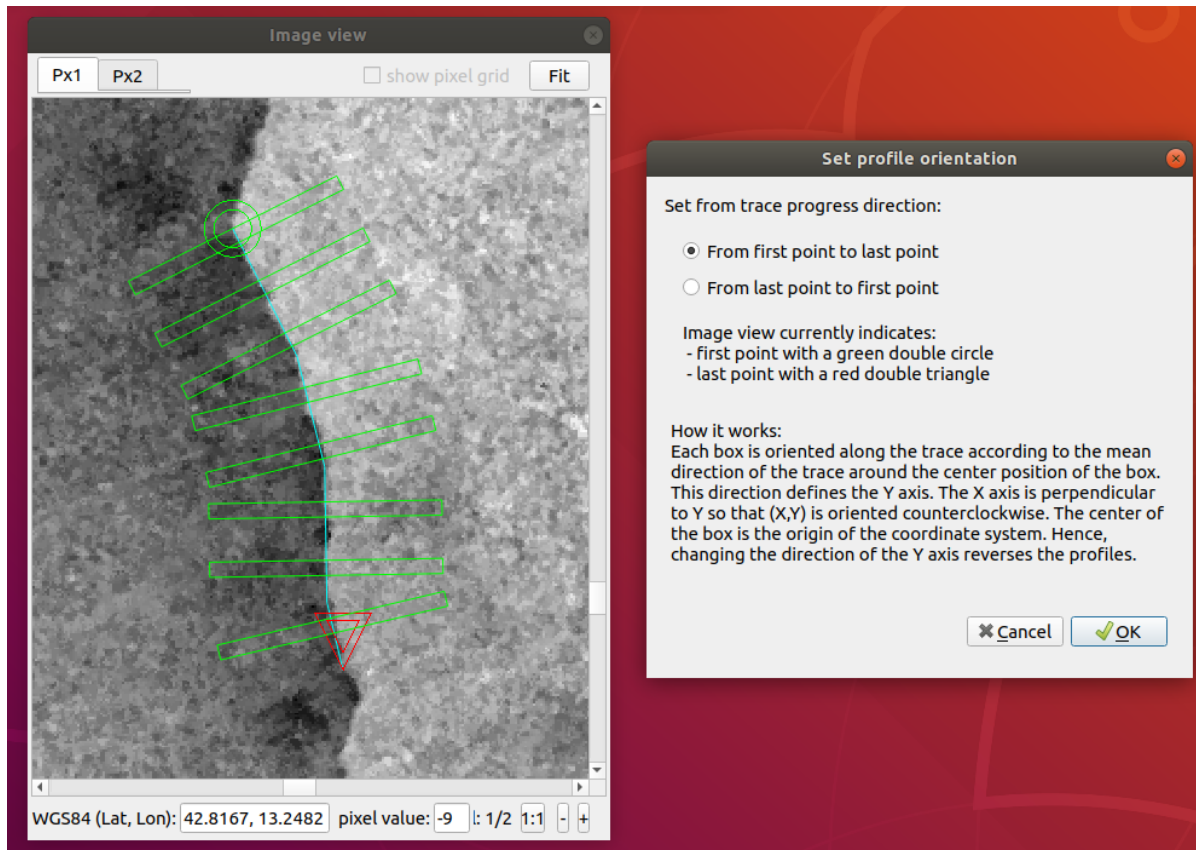 Image view
Px1 Px2 show pixel grid Fit
WGS84 (Lat, Lon): 42.8167, 13.2482 pixel value: -9 l: 1/2 1:1 - +
Set profile orientation
Set from trace progress direction:
From first point to last point
From last point to first point
Image view currently indicates:
- first point with a green double circle
- last point with a red double triangle
How it works:
Each box is oriented along the trace according to the mean
direction of the trace around the center position of the box.
This direction defines the Y axis. The X axis is perpendicular
to Y so that (X,Y) is oriented counterclockwise. The center of
the box is the origin of the coordinate system. Hence,
changing the direction of the Y axis reverses the profiles.
Cancel OK